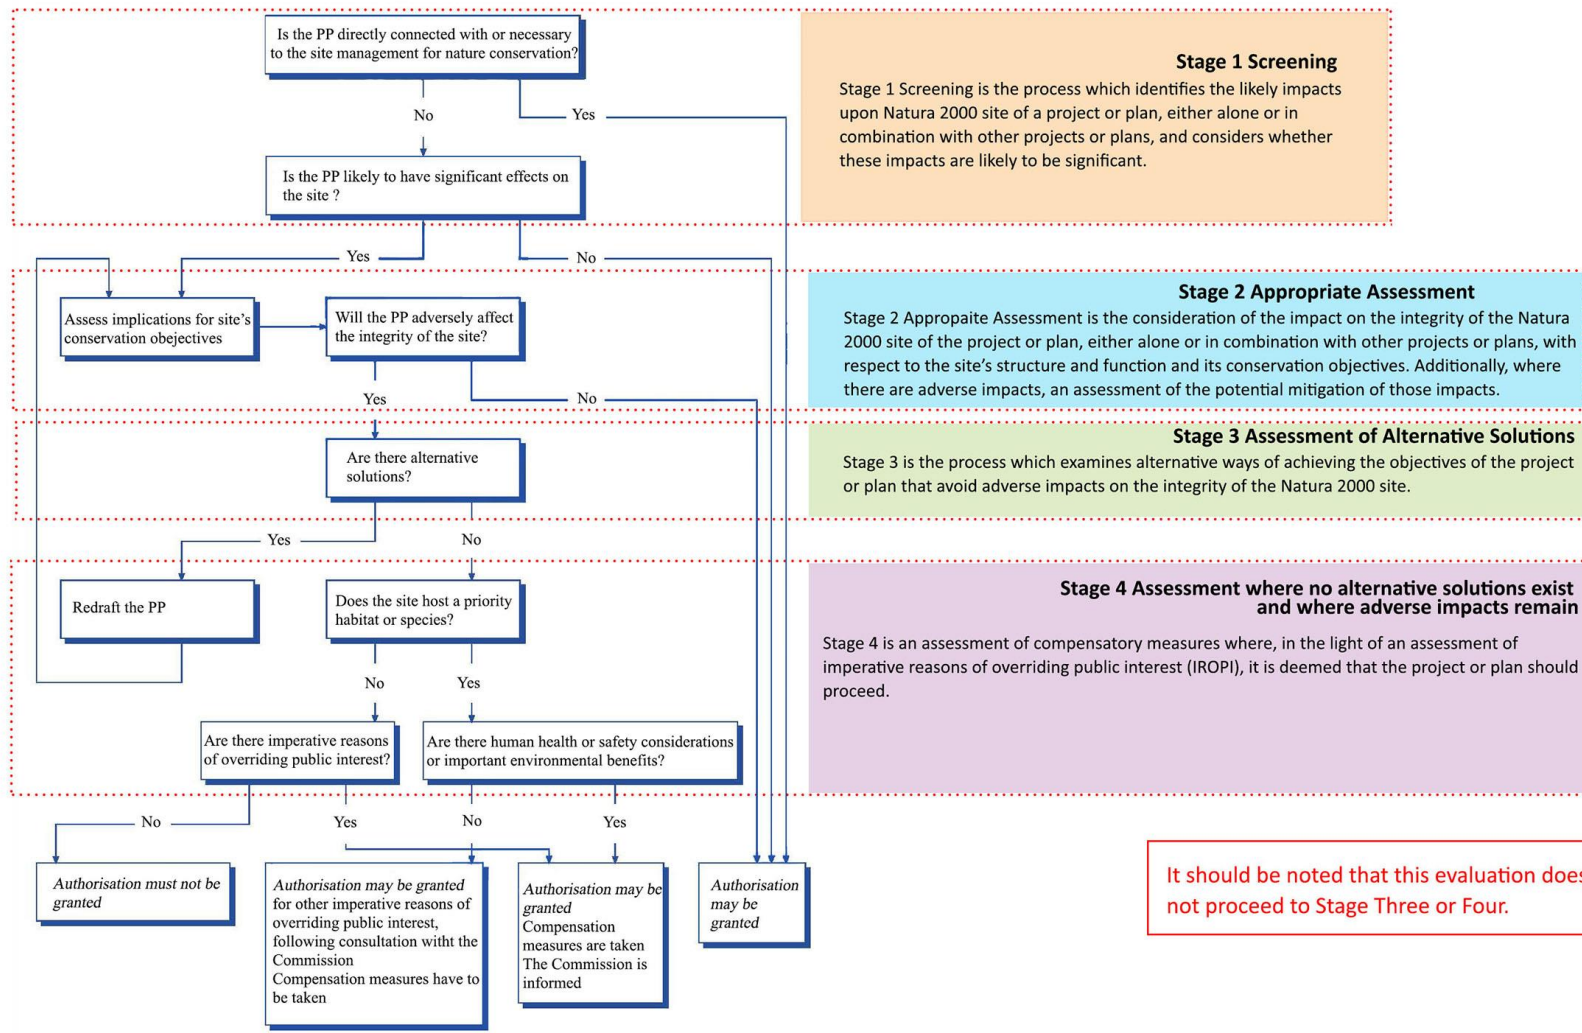 Is the PP directly connected with or necessary
to the site management for nature conservation?
Stage 1 Screening
Stage 1 Screening is the process which identifies the likely impacts
upon Natura 2000 site of a project or plan, either alone or in
combination with other projects or plans, and considers whether
these impacts are likely to be significant.
No
Yes
Is the PP likely to have significant effects on
the site ?
Yes
No
Assess implications for site's
conservation obejectives
Will the PP adversely affect
the integrity of the site?
Stage 2 Appropriate Assessment
Stage 2 Appropaite Assessment is the consideration of the impact on the integrity of the Natura
2000 site of the project or plan, either alone or in combination with other projects or plans, with
respect to the site's structure and function and its conservation objectives. Additionally, where
there are adverse impacts, an assessment of the potential mitigation of those impacts.
Yes
No
Are there alternative
solutions?
Stage 3 Assessment of Alternative Solutions
Stage 3 is the process which examines alternative ways of achieving the objectives of the project
or plan that avoid adverse impacts on the integrity of the Natura 2000 site.
Yes
No
Redraft the PP
Does the site host a priority
habitat or species?
Stage 4 Assessment where no alternative solutions exist
and where adverse impacts remain
Stage 4 is an assessment of compensatory measures where, in the light of an assessment of
imperative reasons of overriding public interest (IROPI), it is deemed that the project or plan should
proceed.
No
Yes
Are there imperative reasons
of overriding public interest?
Are there human health or safety considerations
or important environmental benefits?
No
Yes
No
Yes
Authorisation must not be
granted
Authorisation may be granted
for other imperative reasons of
overriding public interest,
following consultation witht the
Commission
Compensation measures have to
be taken
Authorisation may be
granted
Compensation
measures are taken
The Commission is
informed
Authorisation
may be
granted
It should be noted that this evaluation does
not proceed to Stage Three or Four.